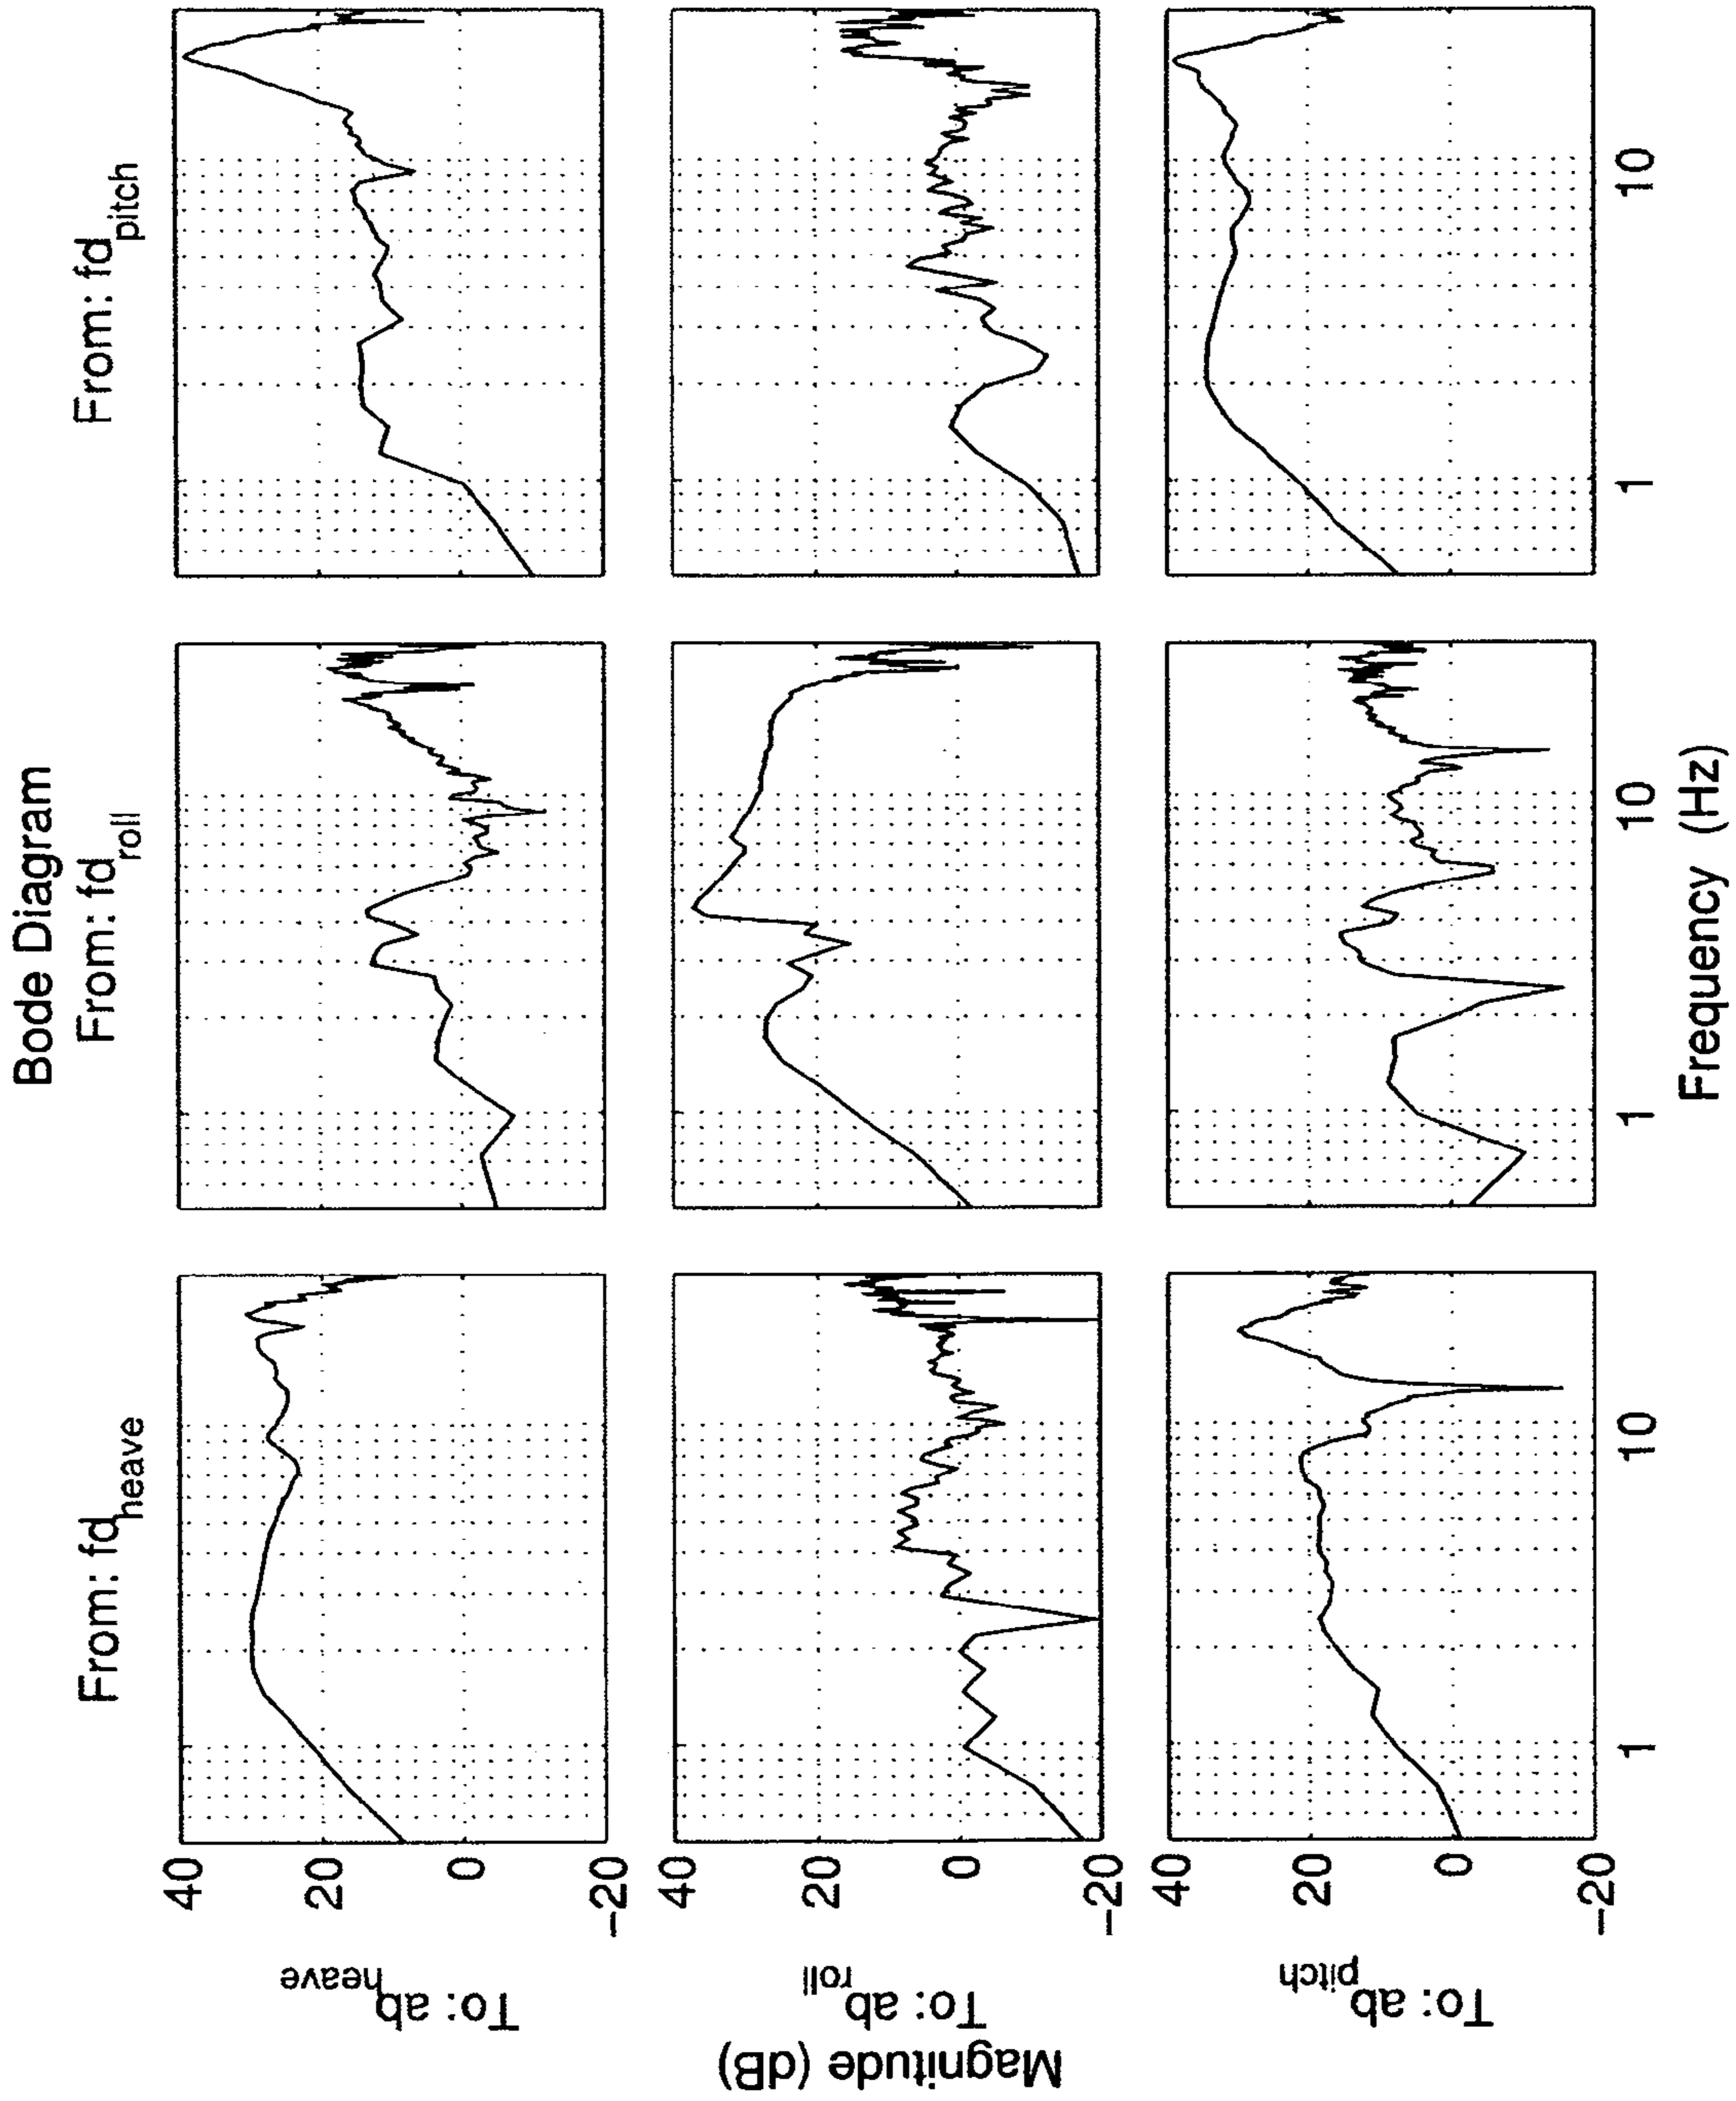 Bode Diagram
From: fd_heave
From: fd_roll
From: fd_pitch
To: ab_heave
40
20
0
-20
Magnitude (dB)
To: ab_roll
40
20
0
-20
To: ab_pitch
40
20
0
-20
1
10
1
10
1
10
Frequency (Hz)